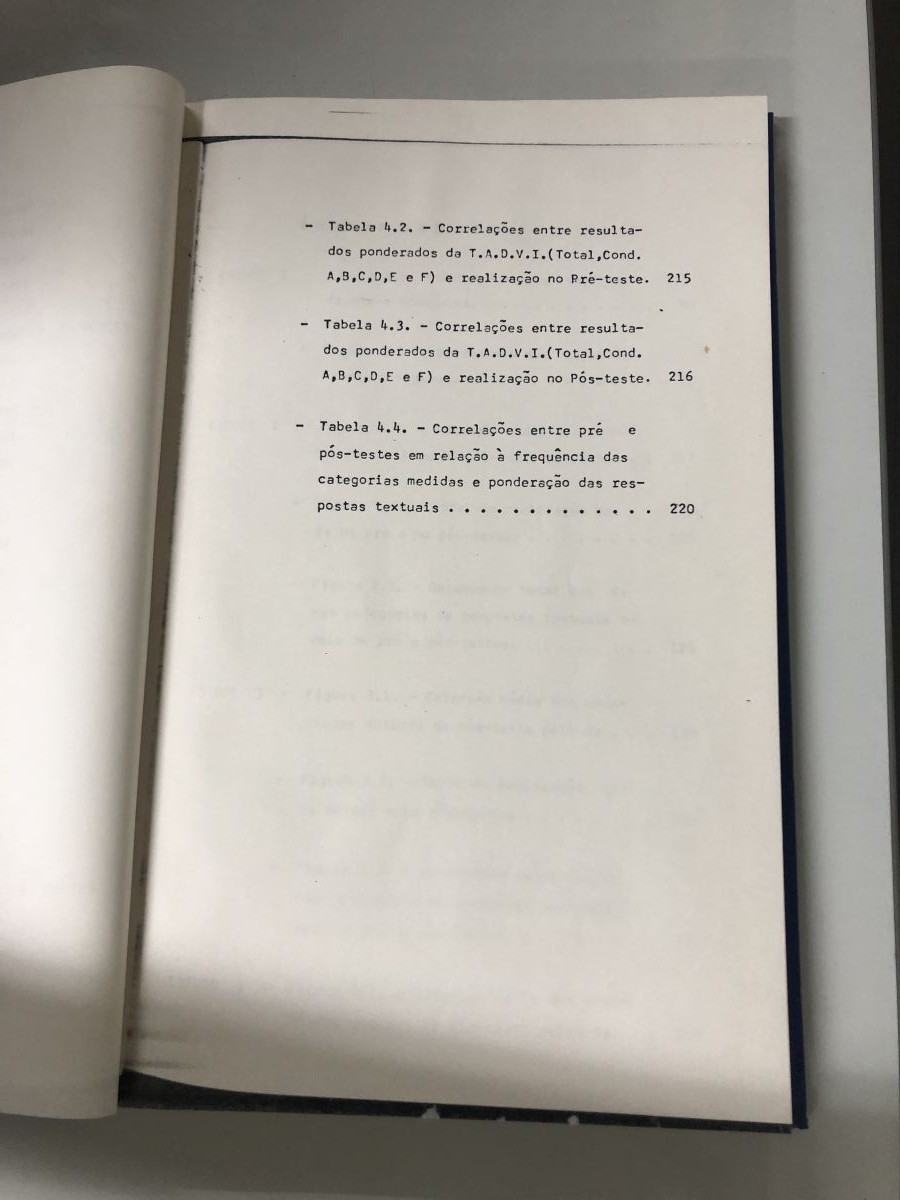 - Tabela 4.2. - Correlações entre resulta-
dos ponderados da T.A.D.V.I.(Total,Cond.
A,B,C,D,E e F) e realização no Pré-teste. 215
- Tabela 4.3. - Correlações entre resulta-
dos ponderados da T.A.D.V.I.(Total,Cond.
A,B,C,D,E e F) e realização no Pós-teste. 216
- Tabela 4.4. - Correlações entre pré e
pós-testes em relação à frequência das
categorias medidas e ponderação das res-
postas textuais . . . . . . . . . . . . . 220